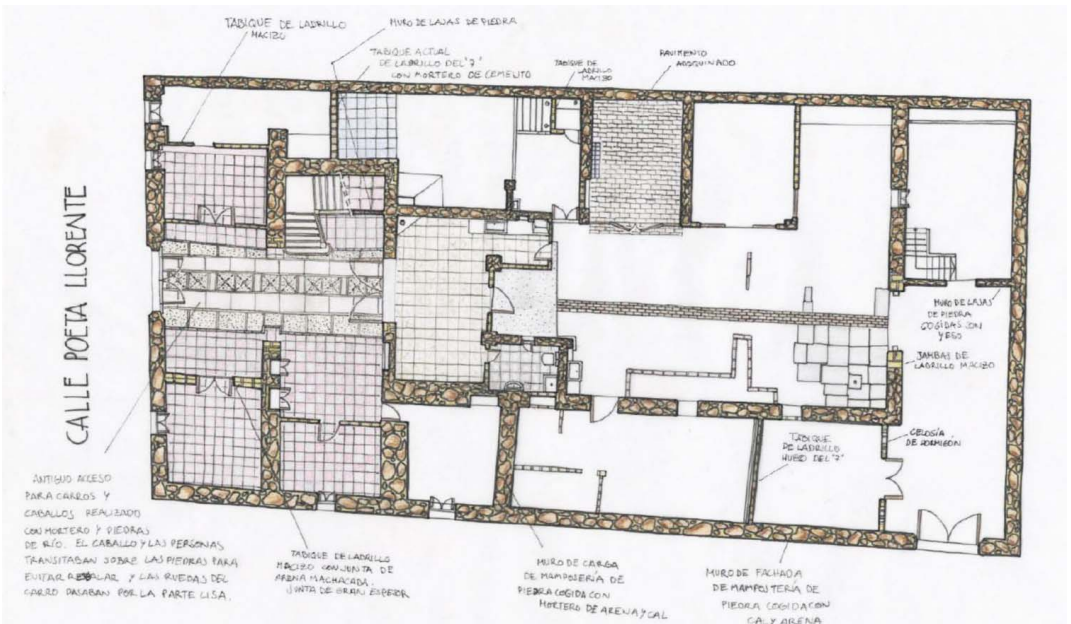 TABIQUE DE LADRILLO
MACIZO
MURO DE LAJAS DE PIEDRA
TABIQUE ACTUAL
DE LADRILLO DEL "7"
CON MORTERO DE CEMENTO
TABIQUE DE
LADRILLO
MACIZO
PAVIMENTO
ADOQUINADO
CALLE POETA LLORENTE
MURO DE LAJAS
DE PIEDRA
COGIDAS CON
YESO
JAMBAS DE
LADRILLO MACIZO
CELOSÍA
DE HORMIGÓN
TABIQUE
DE LADRILLO
HUECO DEL "7"
ANTIGUO ACCESO
PARA CARROS Y
CABALLOS REALIZADO
CON MORTERO Y PIEDRAS
DE RÍO. EL CABALLO Y LAS PERSONAS
TRANSITABAN SOBRE LAS PIEDRAS PARA
EVITAR RESBALAR Y LAS RUEDAS DEL
CARRO PASABAN POR LA PARTE LISA.
TABIQUE DE LADRILLO
MACIZO CON JUNTA DE
ARENA MACHACADA.
JUNTA DE GRAN ESPESOR
MURO DE CARGA
DE MAMPOSTERÍA DE
PIEDRA COGIDA CON
MORTERO DE ARENA Y CAL
MURO DE FACHADA
DE MAMPOSTERÍA DE
PIEDRA COGIDA CON
CAL Y ARENA